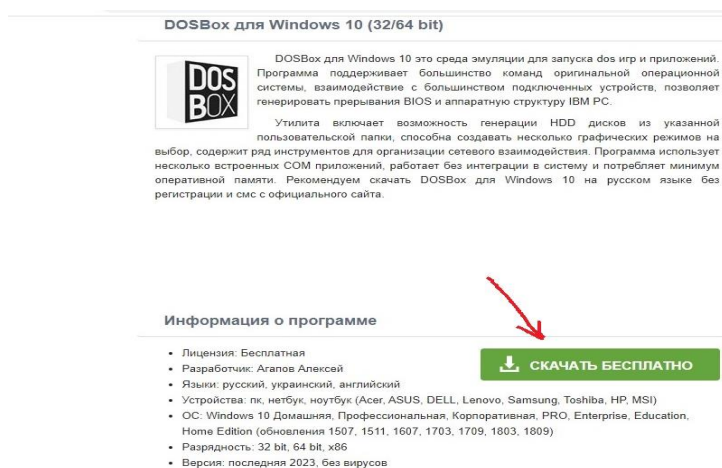 DOSBox для Windows 10 (32/64 bit)
DOS
BOX
DOSBox для Windows 10 это среда эмуляции для запуска dos игр и приложений.
Программа поддерживает большинство команд оригинальной операционной
системы, взаимодействие с большинством подключенных устройств, позволяет
генерировать прерывания BIOS и аппаратную структуру IBM PC.
Утилита включает возможность генерации HDD дисков из указанной
пользовательской папки, способна создавать несколько графических режимов на
выбор, содержит ряд инструментов для организации сетевого взаимодействия. Программа использует
несколько встроенных COM приложений, работает без интеграции в систему и потребляет минимум
оперативной памяти. Рекомендуем скачать DOSBox для Windows 10 на русском языке без
регистрации и смс с официального сайта.
Информация о программе
СКАЧАТЬ БЕСПЛАТНО
• Лицензия: Бесплатная
• Разработчик: Агапов Алексей
• Языки: русский, украинский, английский
• Устройства: пк, нетбук, ноутбук (Acer, ASUS, DELL, Lenovo, Samsung, Toshiba, HP, MSI)
• ОС: Windows 10 Домашняя, Профессиональная, Корпоративная, PRO, Enterprise, Education,
Home Edition (обновления 1507, 1511, 1607, 1703, 1709, 1803, 1809)
• Разрядность: 32 bit, 64 bit, x86
• Версия: последняя 2023, без вирусов